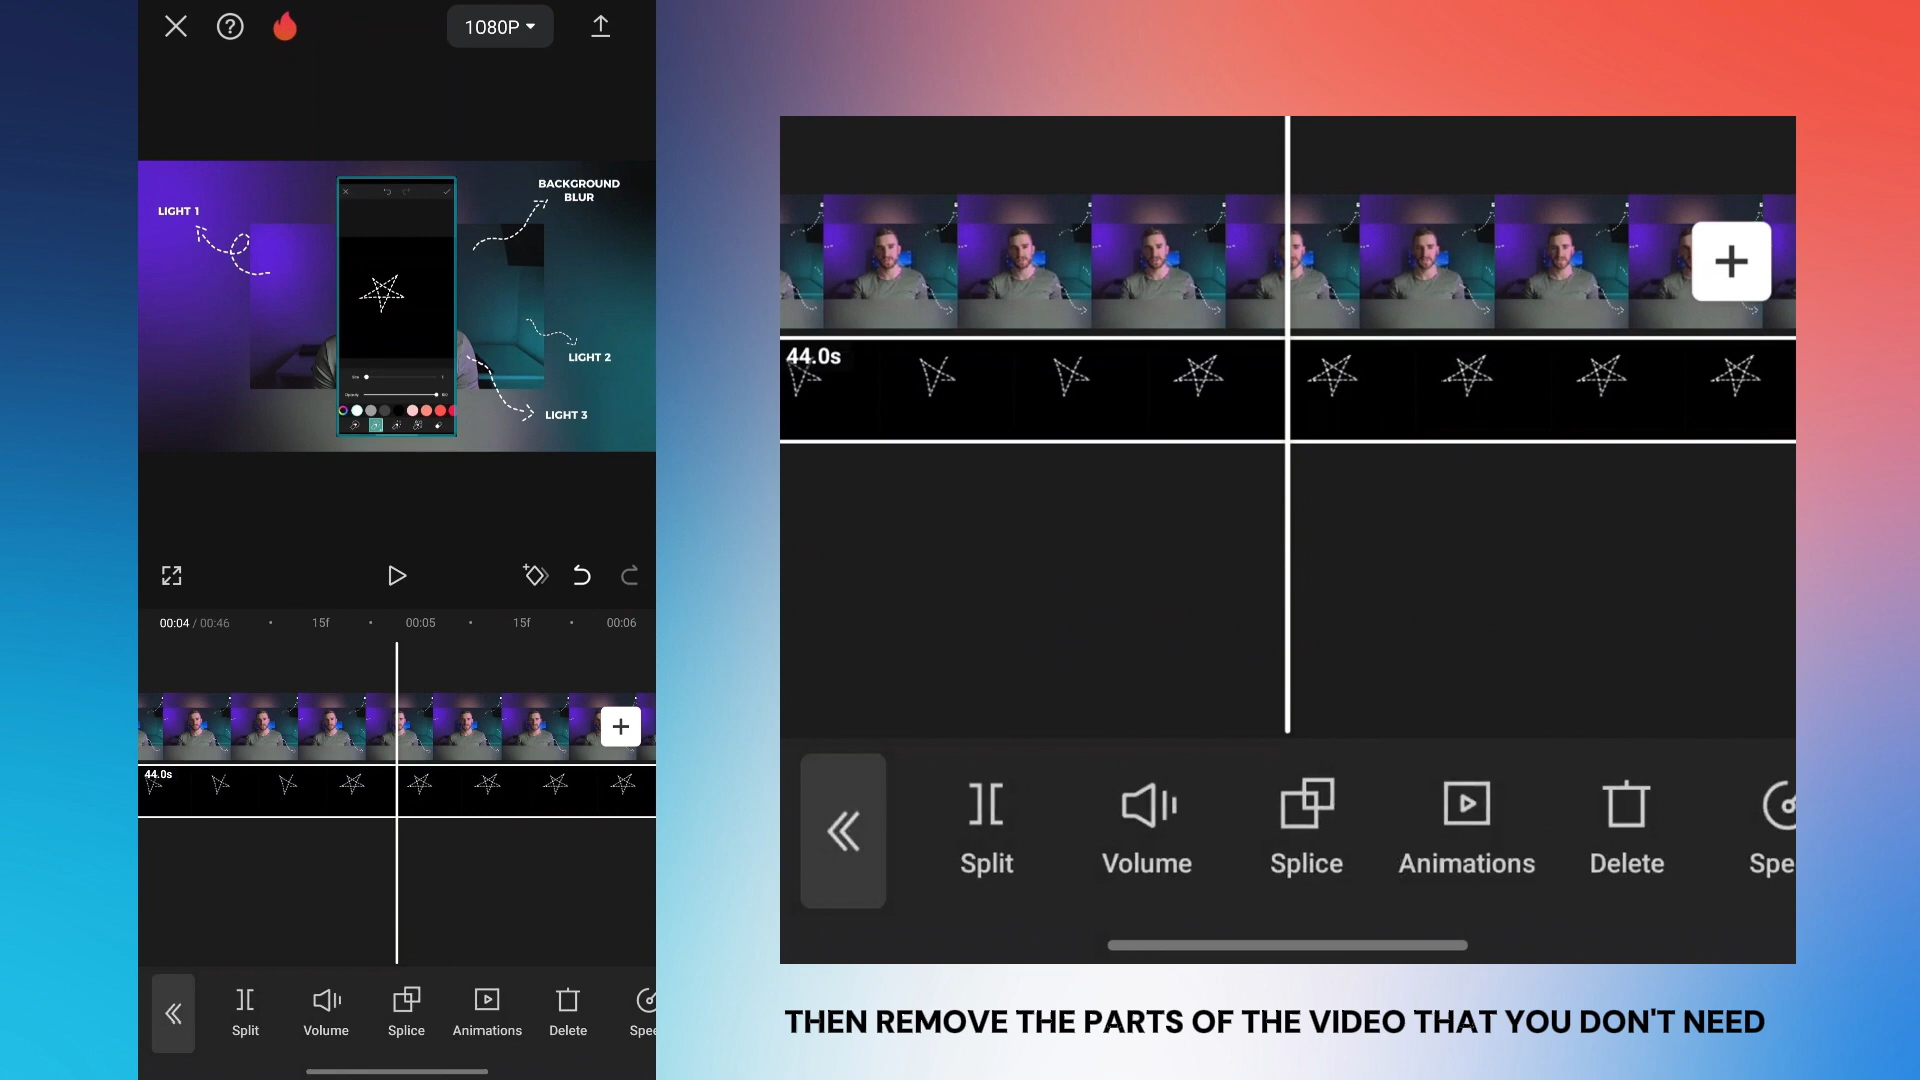 1080P
LIGHT 1
BACKGROUND
BLUR
LIGHT 2
LIGHT 3
00:04 / 00:46
15f
00:05
15f
00:06
44.0s
Split
Volume
Splice
Animations
Delete
Spee
44.0s
Split
Volume
Splice
Animations
Delete
Spe
THEN REMOVE THE PARTS OF THE VIDEO THAT YOU DON'T NEED